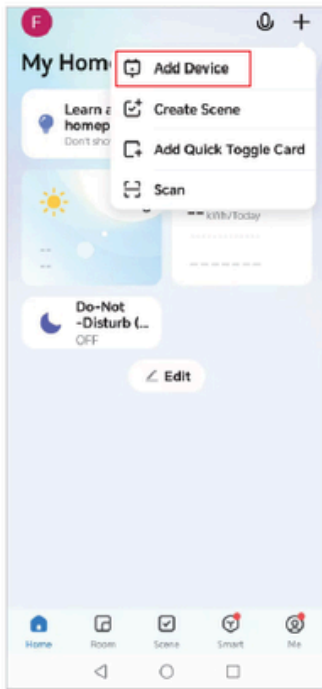 F
My Hom
Add Device
Learn a
homep
Don't sho
Create Scene
Add Quick Toggle Card
Scan
-- kWh/Today
--
--
Do-Not
-Disturb (...
OFF
Edit
Home
Room
Scene
Smart
Me